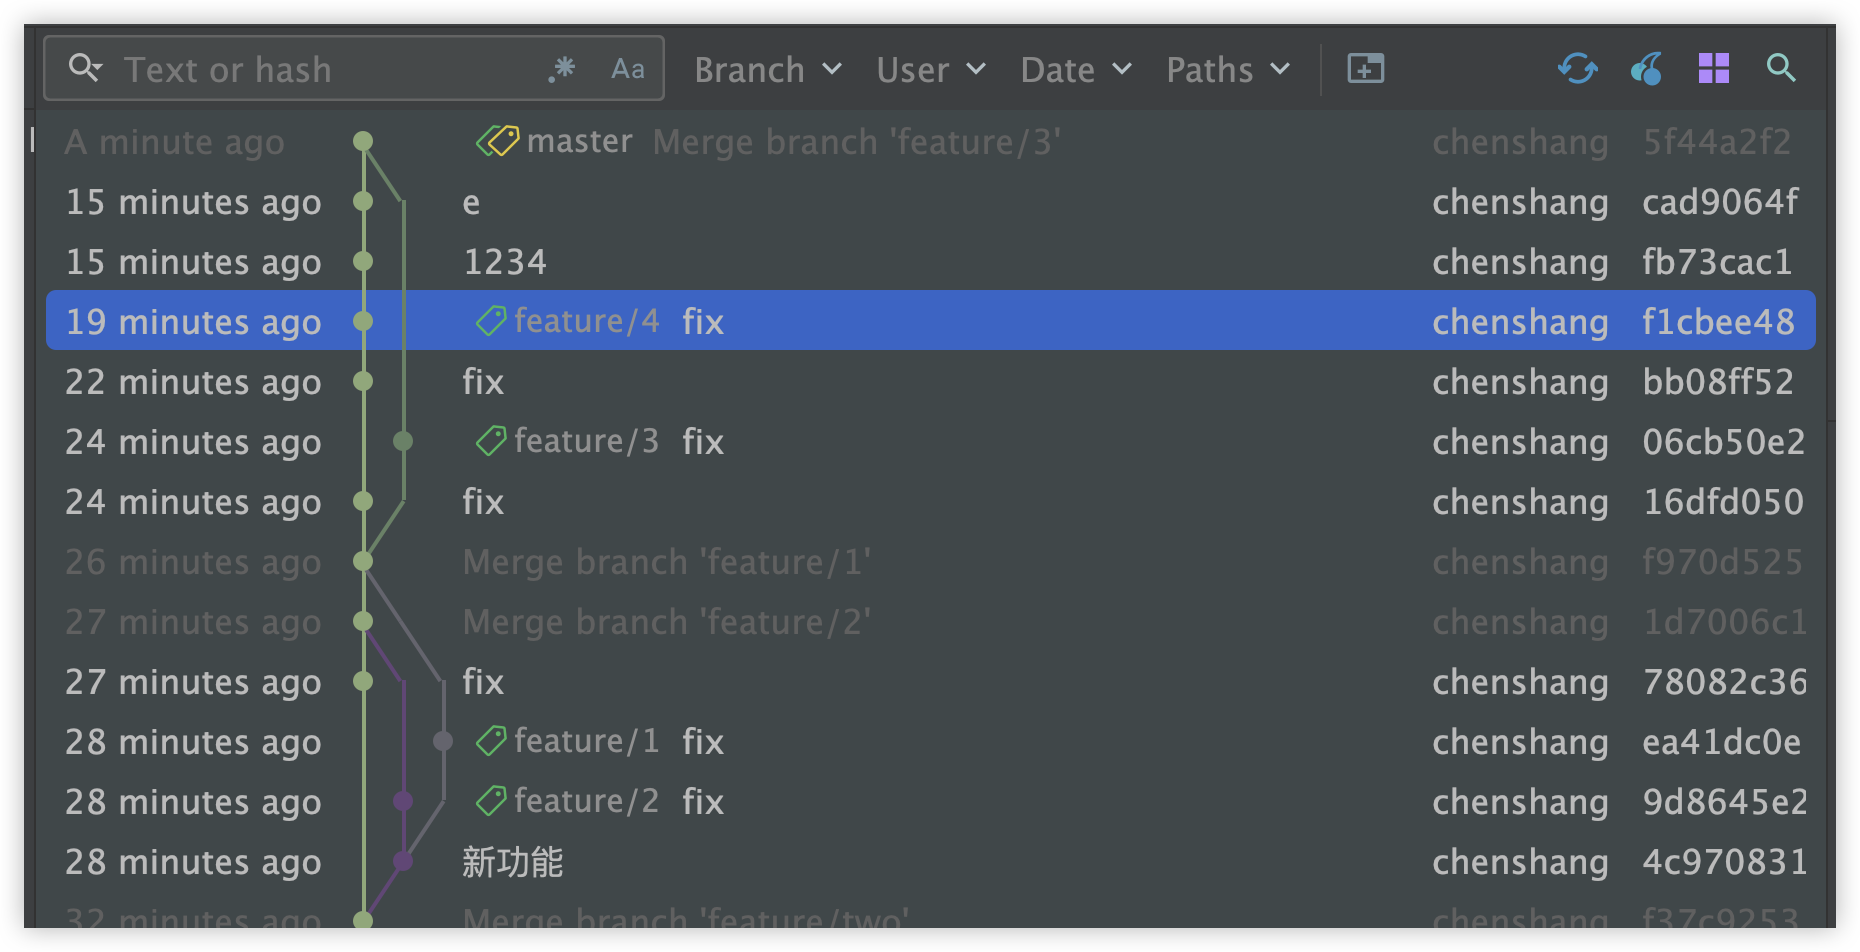 Text or hash .* Aa Branch User Date Paths
A minute ago master Merge branch 'feature/3' chenshang 5f44a2f2
15 minutes ago e chenshang cad9064f
15 minutes ago 1234 chenshang fb73cac1
19 minutes ago feature/4 fix chenshang f1cbee48
22 minutes ago fix chenshang bb08ff52
24 minutes ago feature/3 fix chenshang 06cb50e2
24 minutes ago fix chenshang 16dfd050
26 minutes ago Merge branch 'feature/1' chenshang f970d525
27 minutes ago Merge branch 'feature/2' chenshang 1d7006c1
27 minutes ago fix chenshang 78082c36
28 minutes ago feature/1 fix chenshang ea41dc0e
28 minutes ago feature/2 fix chenshang 9d8645e2
28 minutes ago 新功能 chenshang 4c970831
32 minutes ago Merge branch 'feature/two' chenshang f37c9253